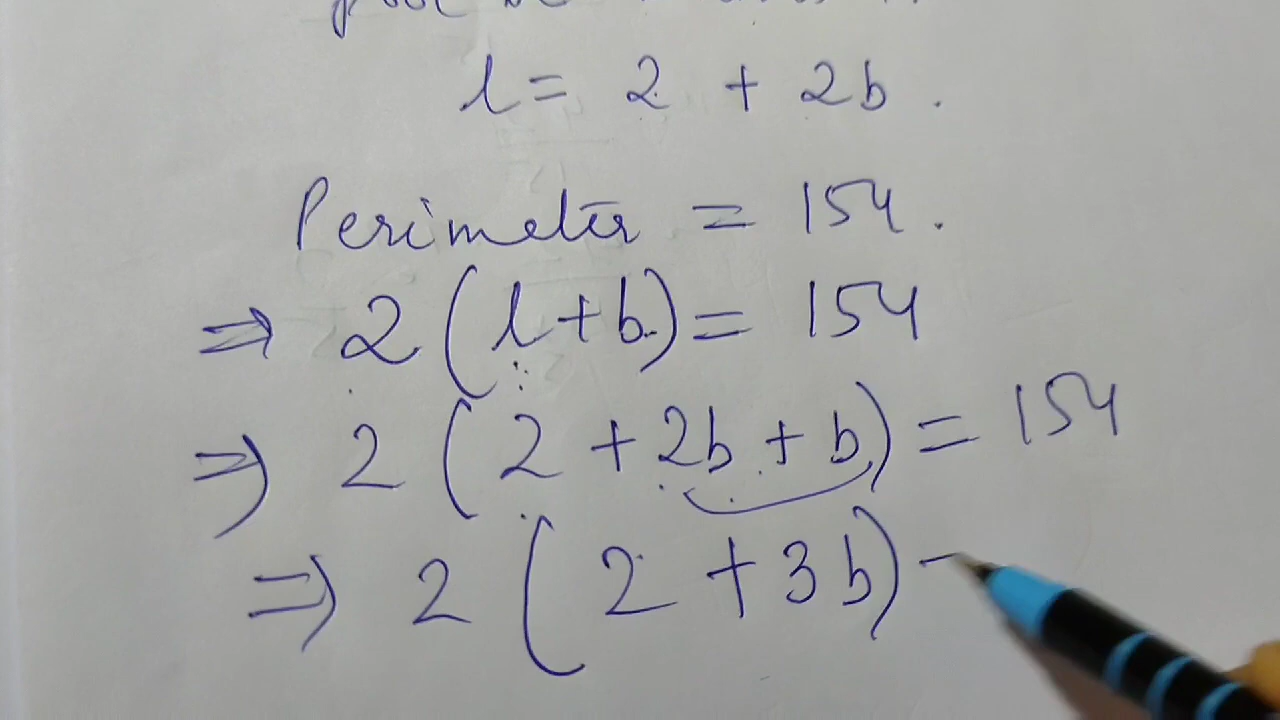 l = 2 + 2b .
Perimeter = 154 .
⇒ 2 ( l + b ) = 154
⇒ 2 ( 2 + 2b + b ) = 154
⇒ 2 ( 2 + 3b ) -